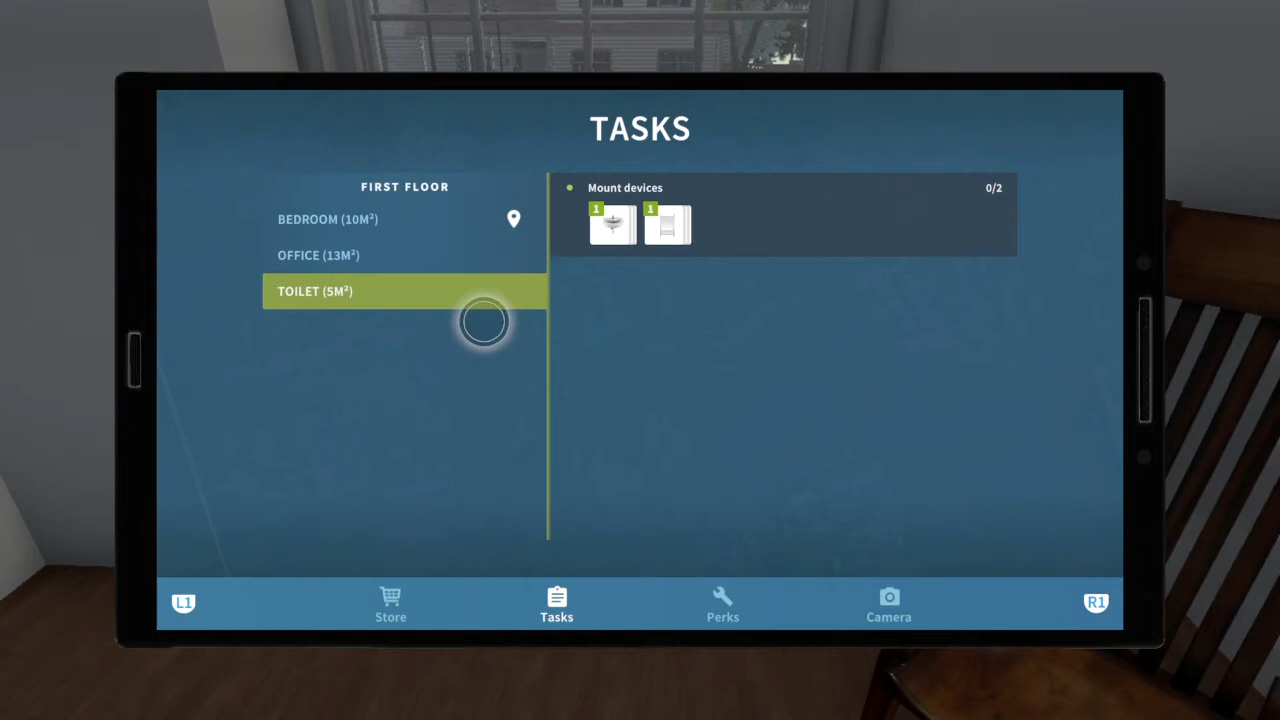 TASKS
FIRST FLOOR
BEDROOM (10M²)
OFFICE (13M²)
TOILET (5M²)
Mount devices 0/2
1 1
L1 Store Tasks Perks Camera R1